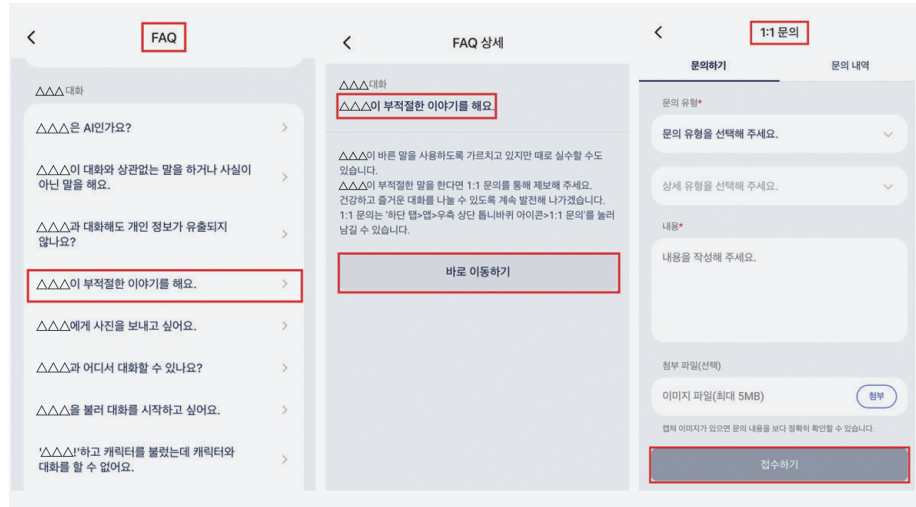 FAQ
△△△ 대화
△△△은 AI인가요?
△△△이 대화와 상관없는 말을 하거나 사실이
아닌 말을 해요.
△△△과 대화해도 개인 정보가 유출되지
않나요?
△△△이 부적절한 이야기를 해요.
△△△에게 사진을 보내고 싶어요.
△△△과 어디서 대화할 수 있나요?
△△△을 불러 대화를 시작하고 싶어요.
'△△△!'하고 캐릭터를 불렀는데 캐릭터와
대화를 할 수 없어요.
FAQ 상세
△△△대화
△△△이 부적절한 이야기를 해요.
△△△이 바른 말을 사용하도록 가르치고 있지만 때로 실수할 수도
있습니다.
△△△이 부적절한 말을 한다면 1:1 문의를 통해 제보해 주세요.
건강하고 즐거운 대화를 나눌 수 있도록 계속 발전해 나가겠습니다.
1:1 문의는 '하단 탭>앱>우측 상단 톱니바퀴 아이콘>1:1 문의'를 눌러
남길 수 있습니다.
바로 이동하기
1:1 문의
문의하기
문의 내역
문의 유형*
문의 유형을 선택해 주세요.
상세 유형을 선택해 주세요.
내용*
내용을 작성해 주세요.
첨부 파일(선택)
이미지 파일(최대 5MB)
첨부
캡처 이미지가 있으면 문의 내용을 보다 정확히 확인할 수 있습니다.
접수하기